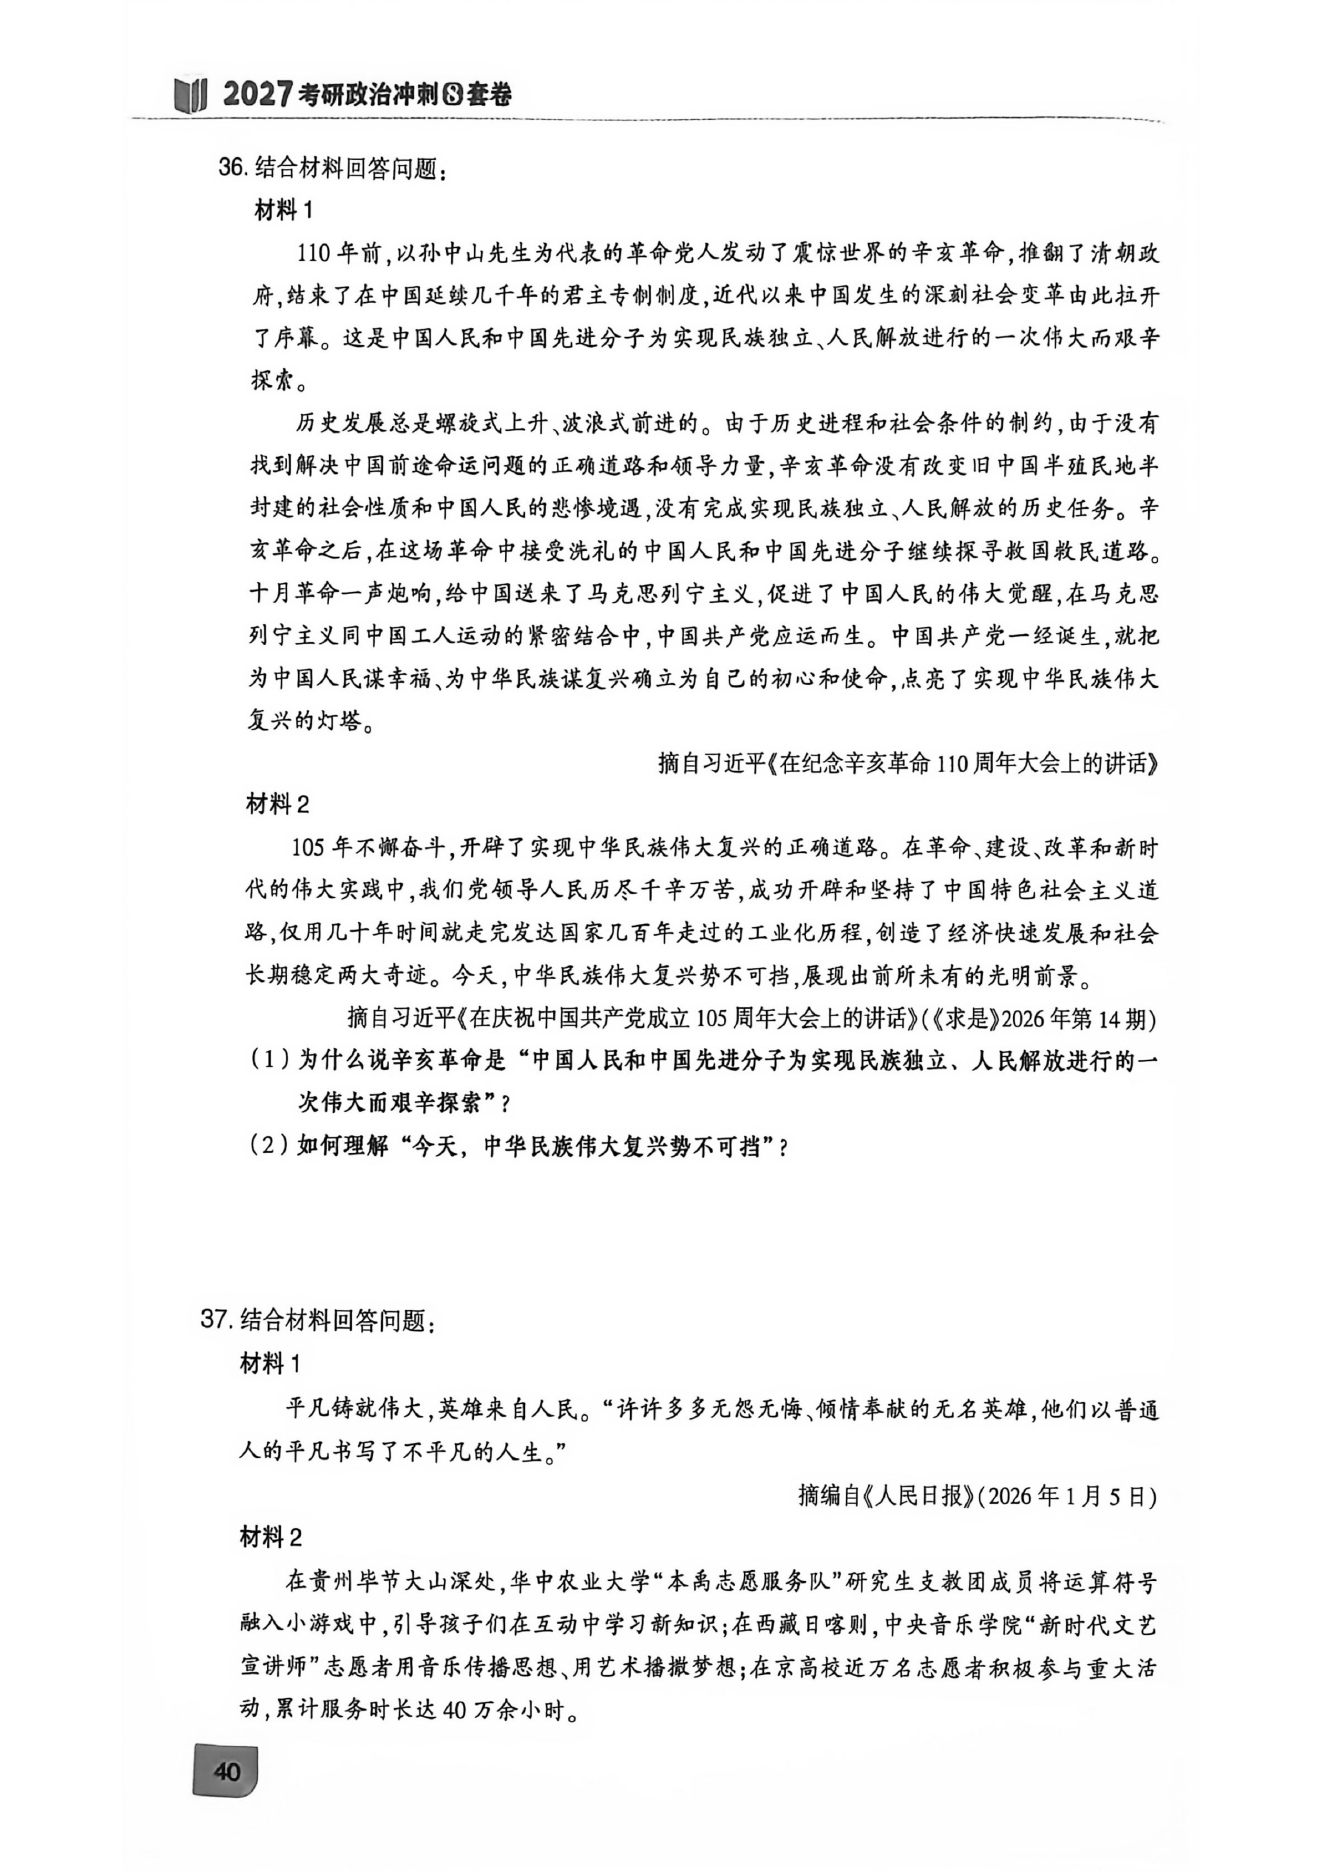 2027考研政治冲刺8套卷
36. 结合材料回答问题：
材料1
110年前,以孙中山先生为代表的革命党人发动了震惊世界的辛亥革命,推翻了清朝政
府,结束了在中国延续几千年的君主专制制度,近代以来中国发生的深刻社会变革由此拉开
了序幕。这是中国人民和中国先进分子为实现民族独立、人民解放进行的一次伟大而艰辛
探索。
历史发展总是螺旋式上升、波浪式前进的。由于历史进程和社会条件的制约,由于没有
找到解决中国前途命运问题的正确道路和领导力量,辛亥革命没有改变旧中国半殖民地半
封建的社会性质和中国人民的悲惨境遇,没有完成实现民族独立、人民解放的历史任务。辛
亥革命之后,在这场革命中接受洗礼的中国人民和中国先进分子继续探寻救国救民道路。
十月革命一声炮响,给中国送来了马克思列宁主义,促进了中国人民的伟大觉醒,在马克思
列宁主义同中国工人运动的紧密结合中,中国共产党应运而生。中国共产党一经诞生,就把
为中国人民谋幸福、为中华民族谋复兴确立为自己的初心和使命,点亮了实现中华民族伟大
复兴的灯塔。
摘自习近平《在纪念辛亥革命110周年大会上的讲话》
材料2
105年不懈奋斗,开辟了实现中华民族伟大复兴的正确道路。在革命、建设、改革和新时
代的伟大实践中,我们党领导人民历尽千辛万苦,成功开辟和坚持了中国特色社会主义道
路,仅用几十年时间就走完发达国家几百年走过的工业化历程,创造了经济快速发展和社会
长期稳定两大奇迹。今天,中华民族伟大复兴势不可挡,展现出前所未有的光明前景。
摘自习近平《在庆祝中国共产党成立105周年大会上的讲话》(《求是》2026年第14期)
(1)为什么说辛亥革命是“中国人民和中国先进分子为实现民族独立、人民解放进行的一
次伟大而艰辛探索”?
(2)如何理解“今天，中华民族伟大复兴势不可挡”?
37. 结合材料回答问题：
材料1
平凡铸就伟大,英雄来自人民。“许许多多无怨无悔、倾情奉献的无名英雄,他们以普通
人的平凡书写了不平凡的人生。”
摘编自《人民日报》(2026年1月5日)
材料2
在贵州毕节大山深处,华中农业大学“本禹志愿服务队”研究生支教团成员将运算符号
融入小游戏中,引导孩子们在互动中学习新知识;在西藏日喀则,中央音乐学院“新时代文艺
宣讲师”志愿者用音乐传播思想、用艺术播撒梦想;在京高校近万名志愿者积极参与重大活
动,累计服务时长达40万余小时。
40